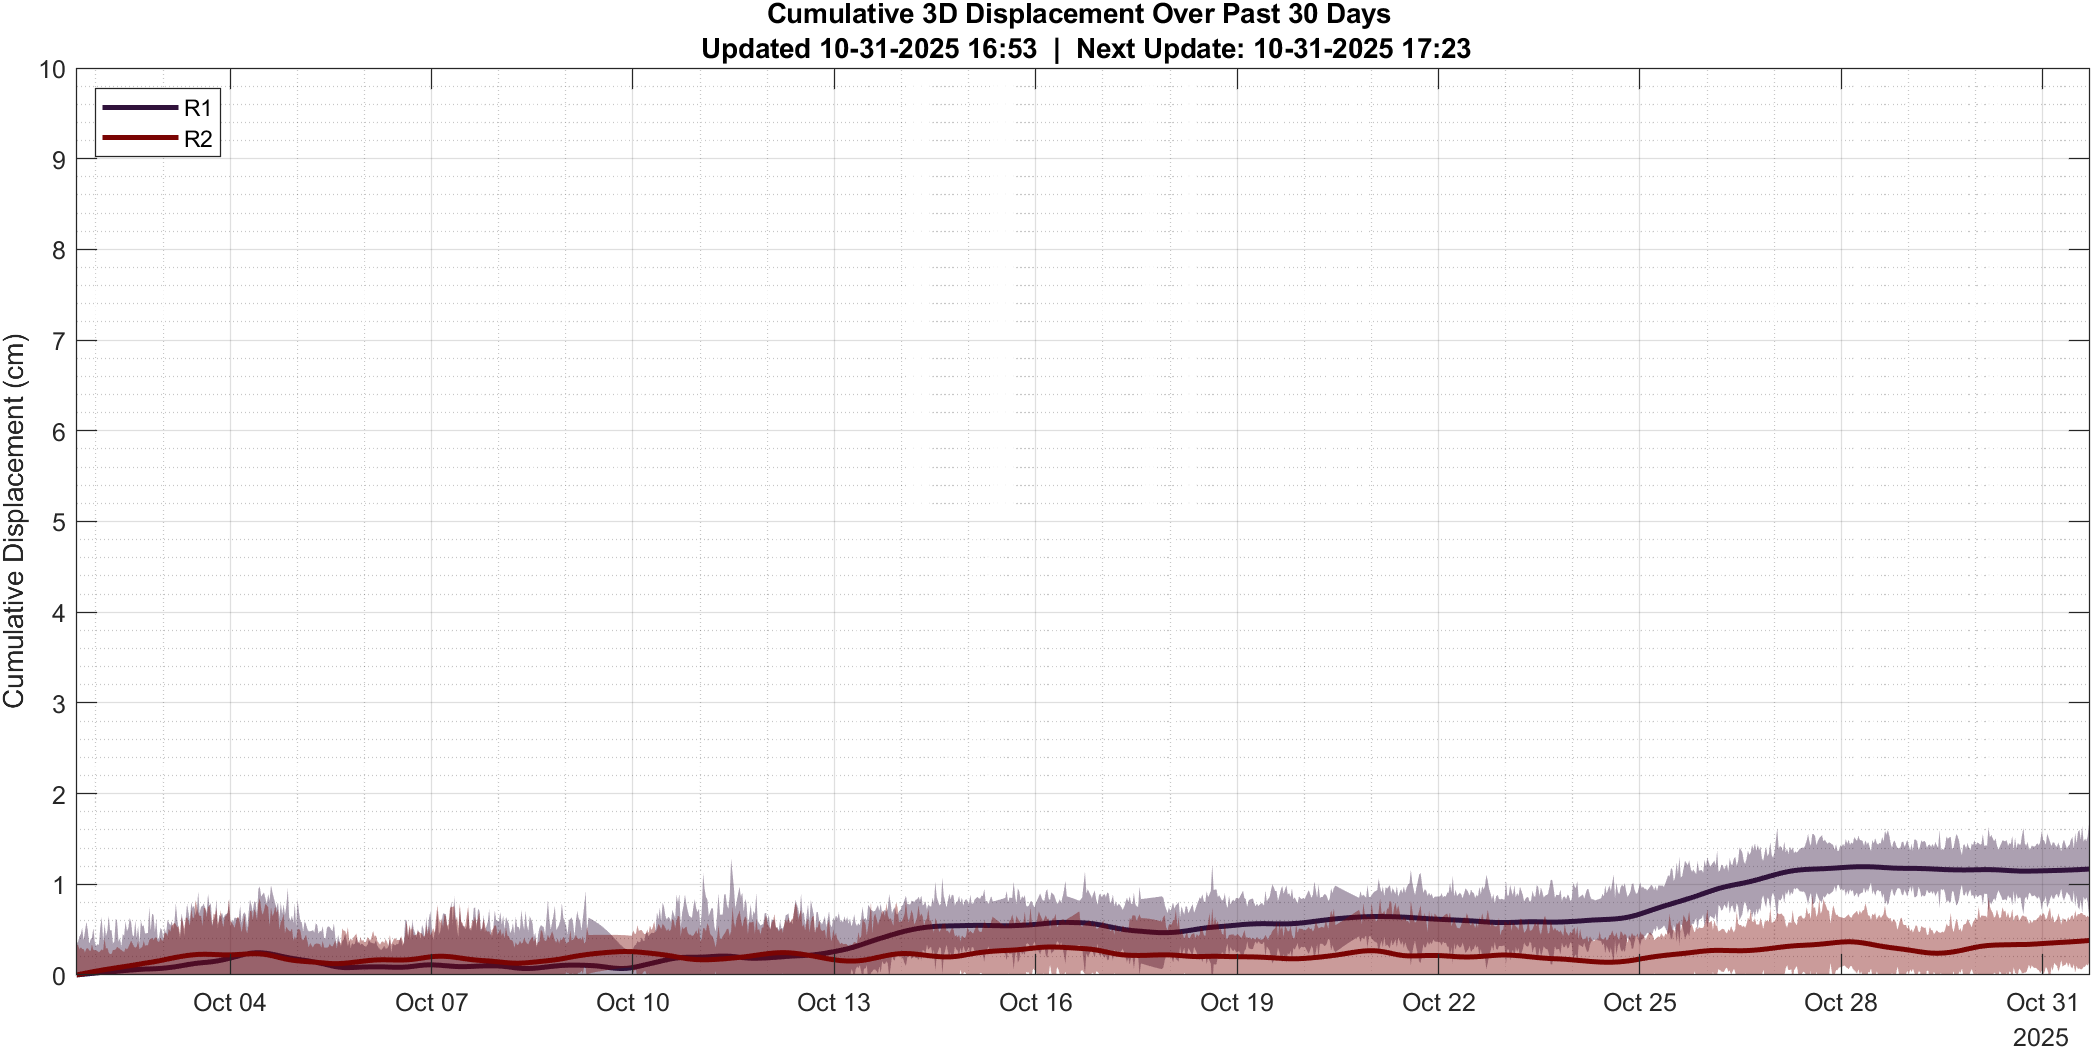 Cumulative 3D Displacement Over Past 30 Days
Updated 10-31-2025 16:53 | Next Update: 10-31-2025 17:23
R1
R2
Cumulative Displacement (cm)
10
9
8
7
6
5
4
3
2
1
0
Oct 04 Oct 07 Oct 10 Oct 13 Oct 16 Oct 19 Oct 22 Oct 25 Oct 28 Oct 31
2025